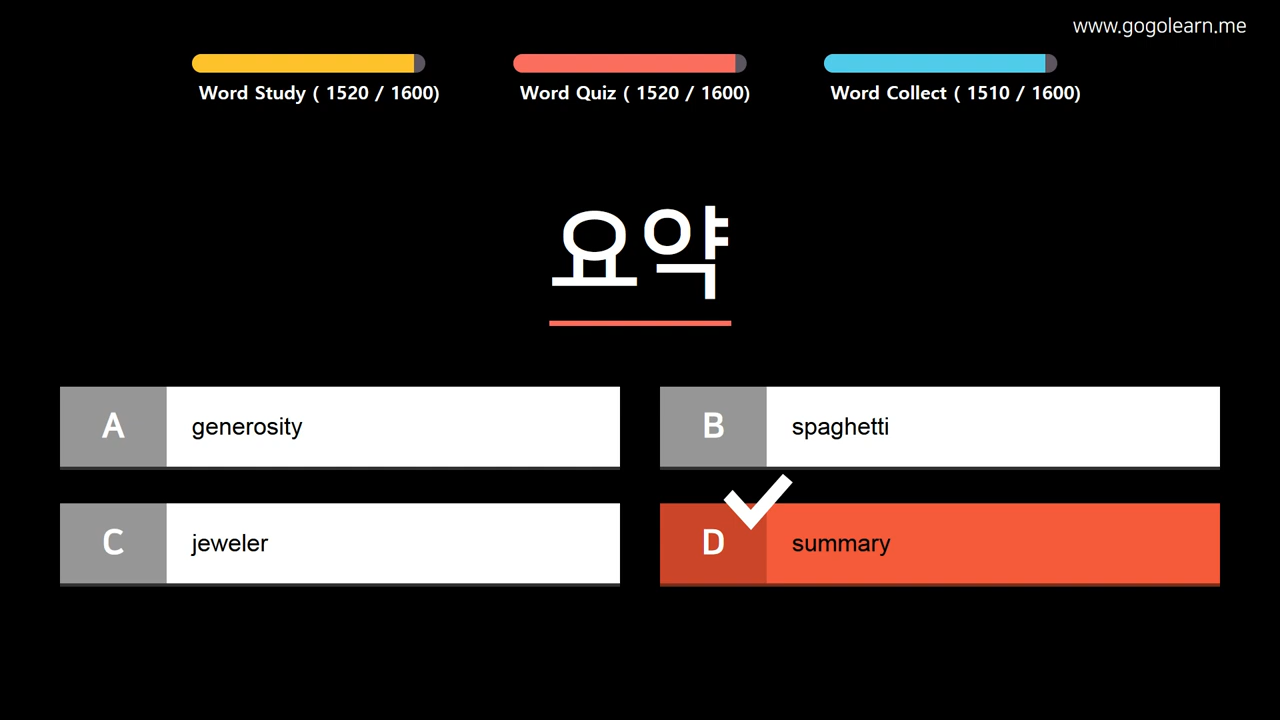 www.gogolearn.me
Word Study ( 1520 / 1600)
Word Quiz ( 1520 / 1600)
Word Collect ( 1510 / 1600)
요약
A generosity
B spaghetti
C jeweler
D summary